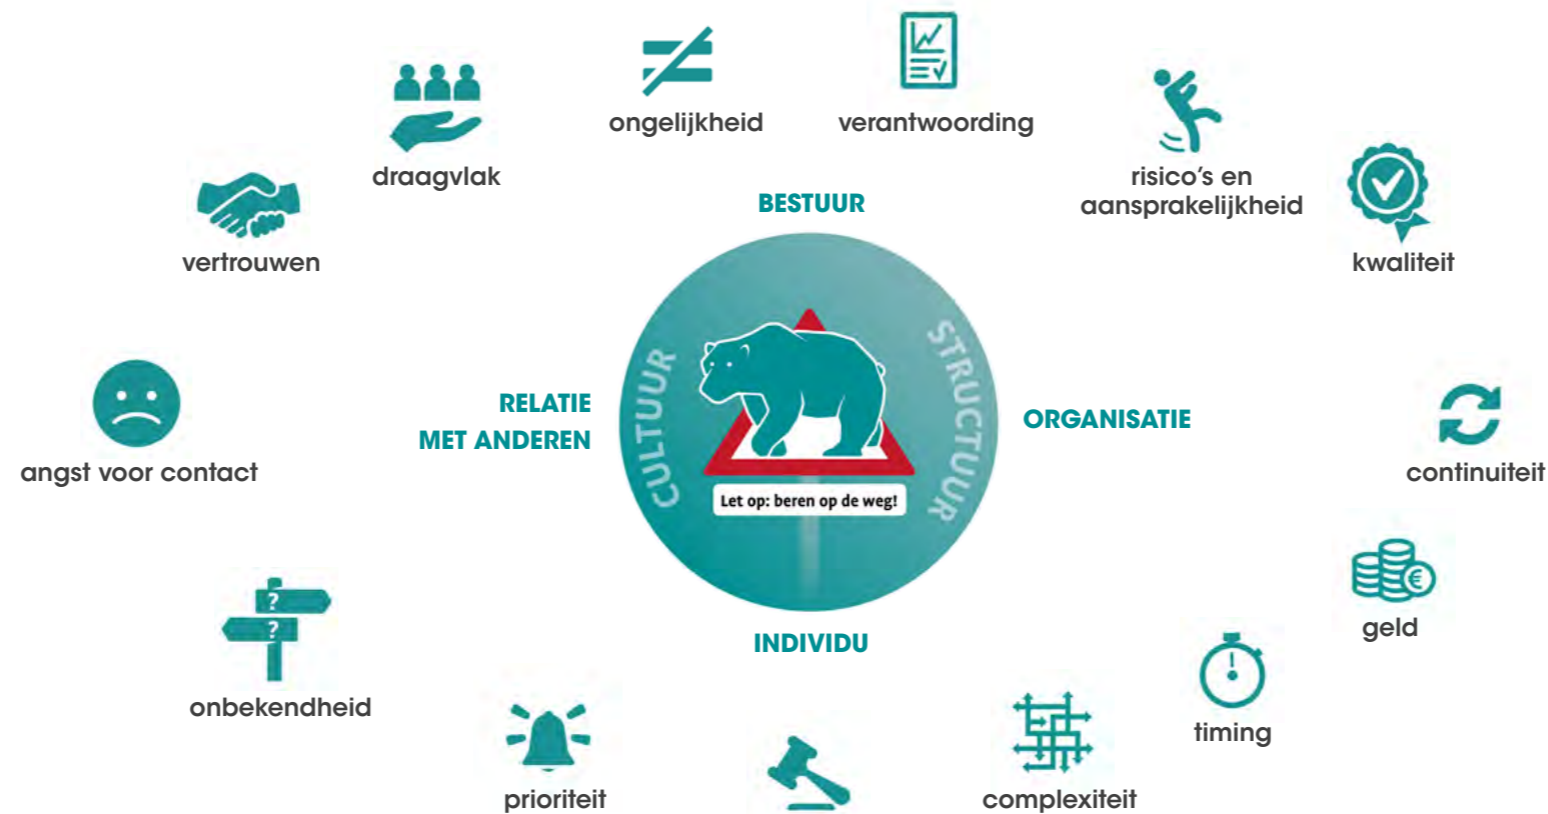 ongelijkheid
verantwoording
draagvlak
risico's en
aansprakelijkheid
vertrouwen
kwaliteit
BESTUUR
CULTUUR
STRUCTUUR
RELATIE
MET ANDEREN
ORGANISATIE
Let op: beren op de weg!
angst voor contact
continuiteit
geld
INDIVIDU
onbekendheid
?
?
timing
prioriteit
complexiteit
€